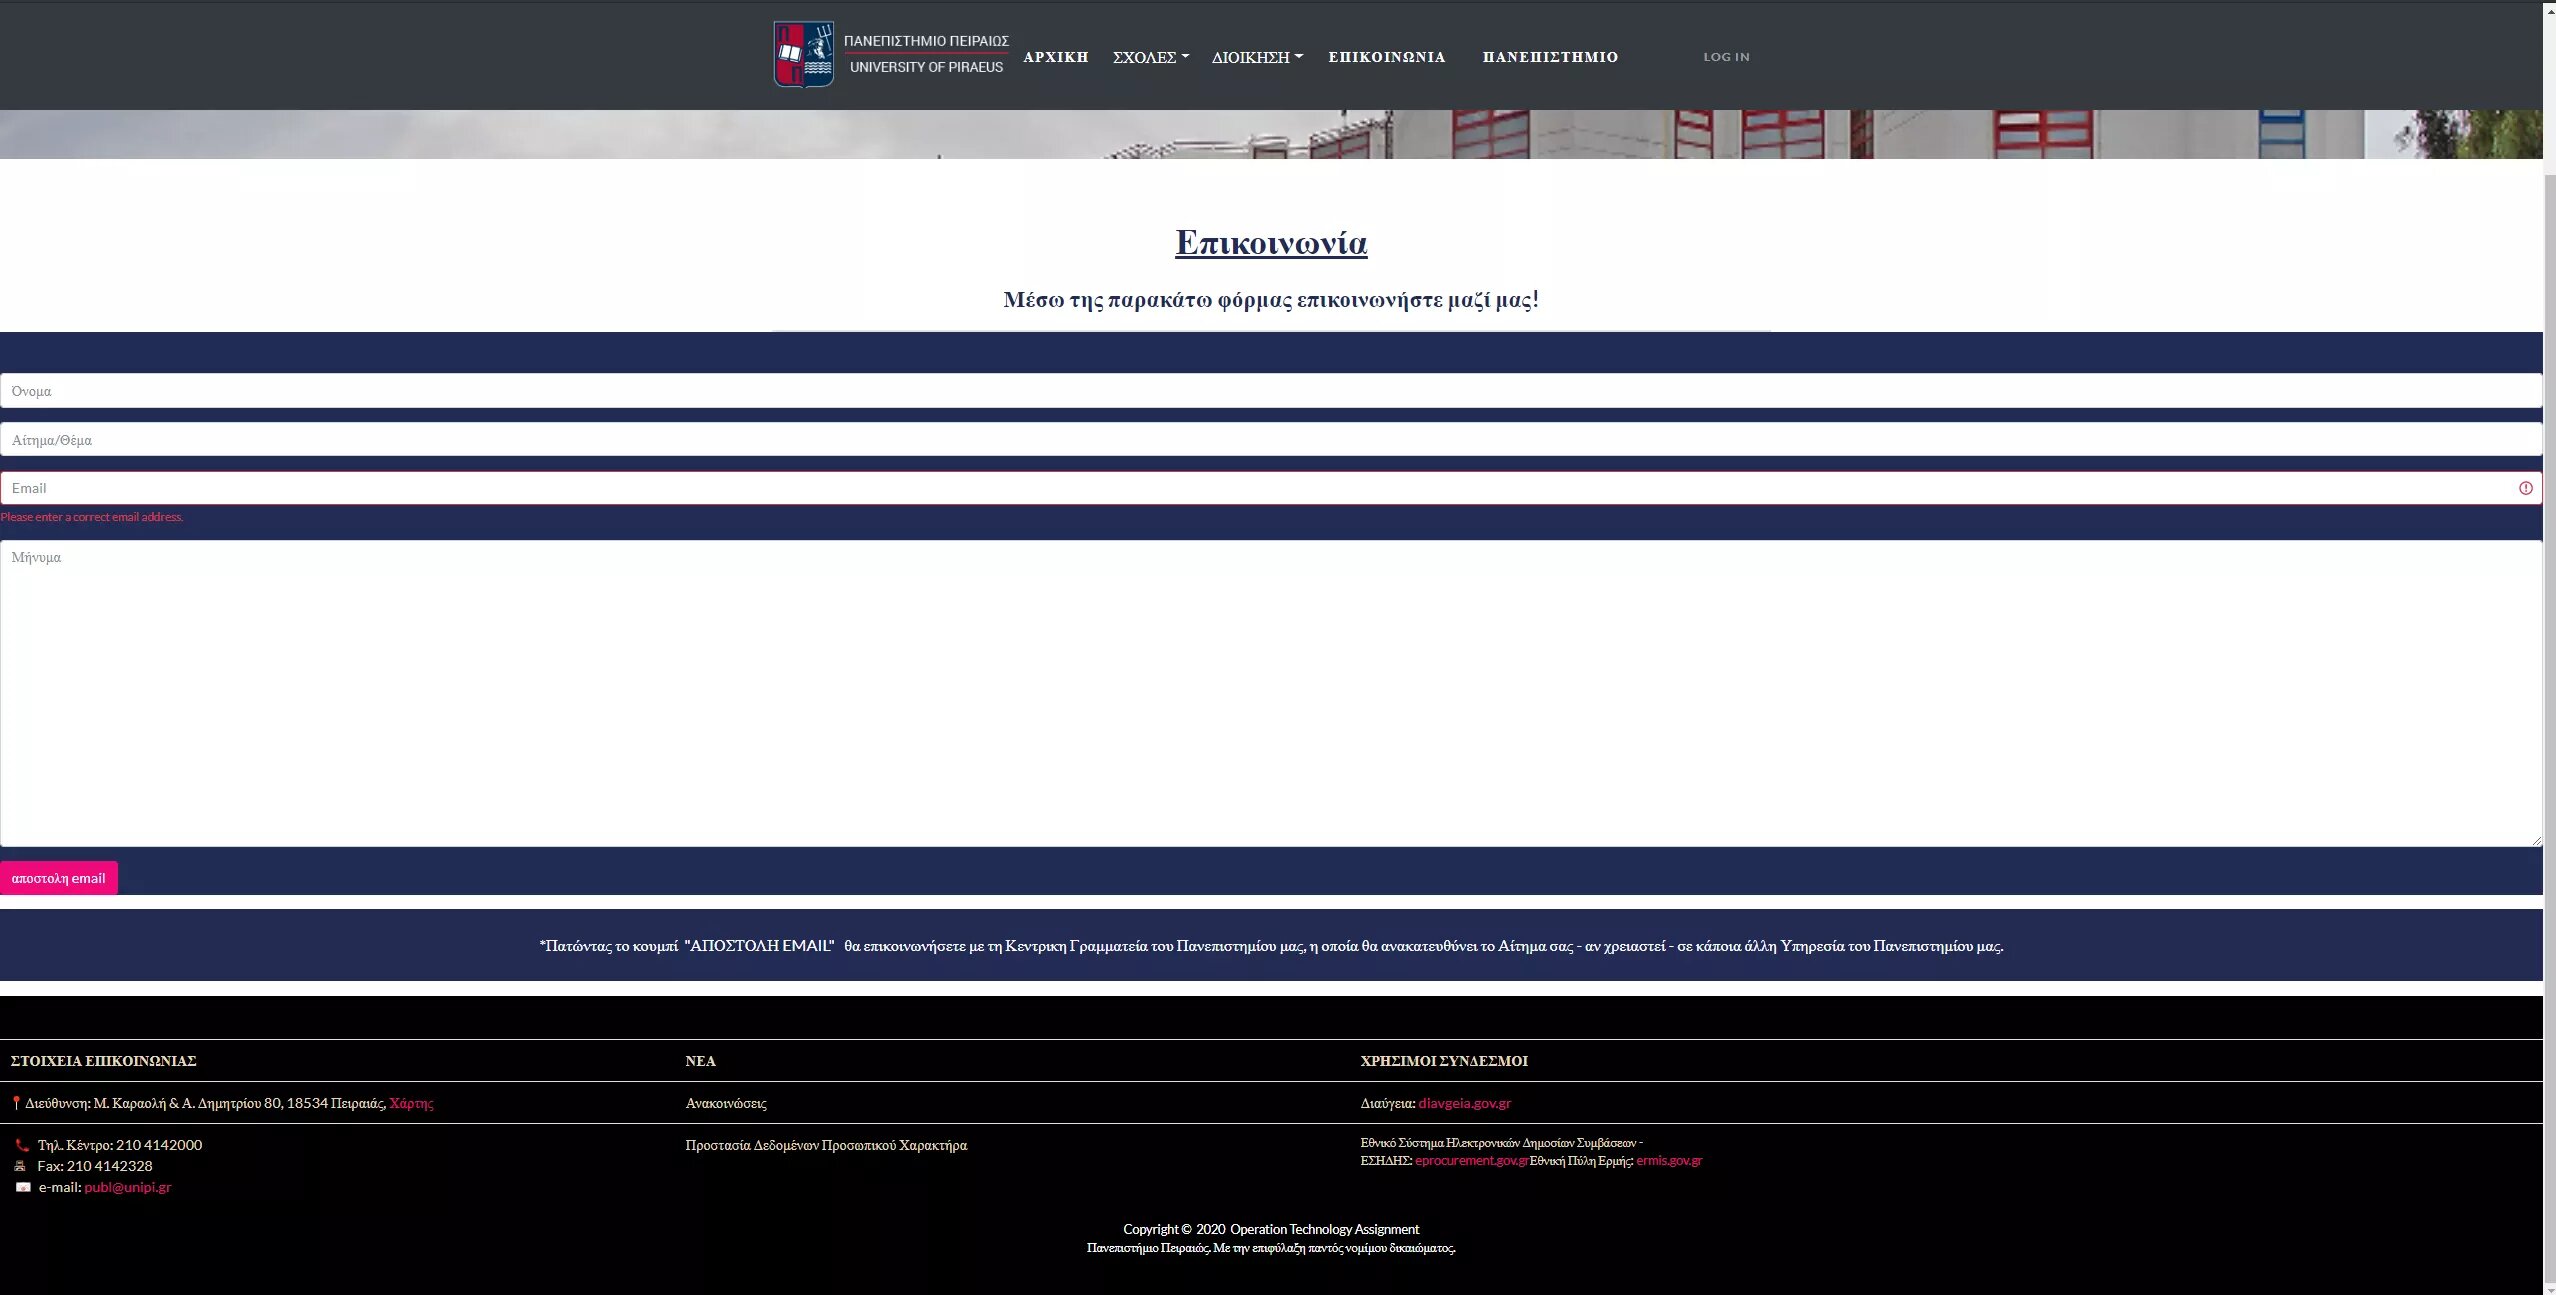 ΠΑΝΕΠΙΣΤΗΜΙΟ ΠΕΙΡΑΙΩΣ
UNIVERSITY OF PIRAEUS
ΑΡΧΙΚΗ ΣΧΟΛΕΣ ΔΙΟΙΚΗΣΗ ΕΠΙΚΟΙΝΩΝΙΑ ΠΑΝΕΠΙΣΤΗΜΙΟ LOG IN
Επικοινωνία
Μέσω της παρακάτω φόρμας επικοινωνήστε μαζί μας!
Όνομα
Αίτημα/Θέμα
Email
Please enter a correct email address.
Μήνυμα
αποστολη email
*Πατώντας το κουμπί "ΑΠΟΣΤΟΛΗ EMAIL" θα επικοινωνήσετε με τη Κεντρικη Γραμματεία του Πανεπιστημίου μας, η οποία θα ανακατευθύνει το Αίτημα σας - αν χρειαστεί - σε κάποια άλλη Υπηρεσία του Πανεπιστημίου μας.
ΣΤΟΙΧΕΙΑ ΕΠΙΚΟΙΝΩΝΙΑΣ ΝΕΑ ΧΡΗΣΙΜΟΙ ΣΥΝΔΕΣΜΟΙ
Διεύθυνση: Μ. Καραολή & Α. Δημητρίου 80, 18534 Πειραιάς, Χάρτης Ανακοινώσεις Διαύγεια: diavgeia.gov.gr
Τηλ. Κέντρο: 210 4142000
Fax: 210 4142328
e-mail: publ@unipi.gr
Προστασία Δεδομένων Προσωπικού Χαρακτήρα
Εθνικό Σύστημα Ηλεκτρονικών Δημοσίων Συμβάσεων -
ΕΣΗΔΗΣ: eprocurement.gov.grΕθνική Πύλη Ερμής: ermis.gov.gr
Copyright © 2020 Operation Technology Assignment
Πανεπιστήμιο Πειραιώς. Με την επιφύλαξη παντός νομίμου δικαιώματος.